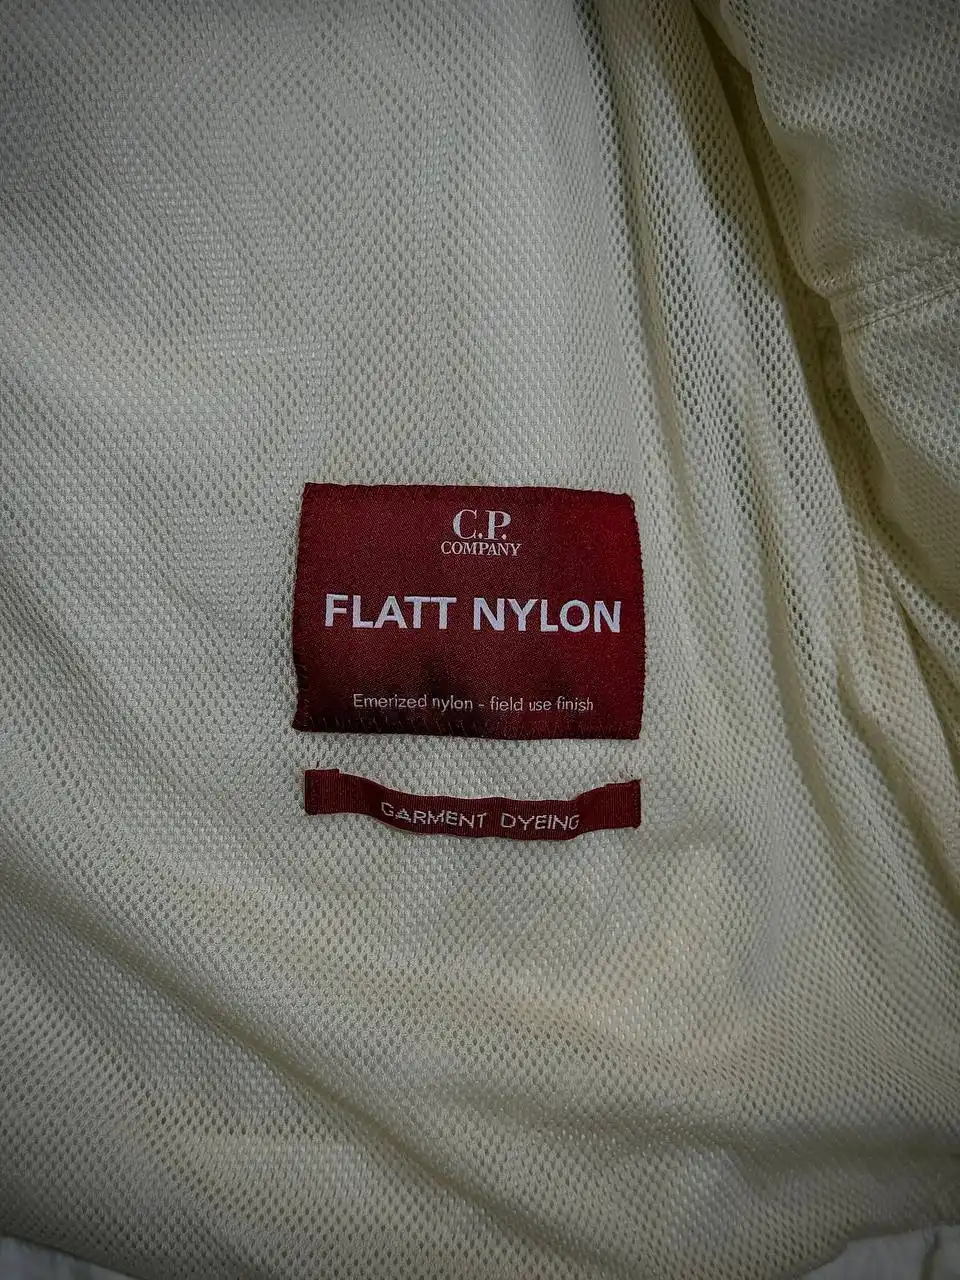 C.P.
COMPANY
FLATT NYLON
Emerized nylon - field use finish
GARMENT DYEING